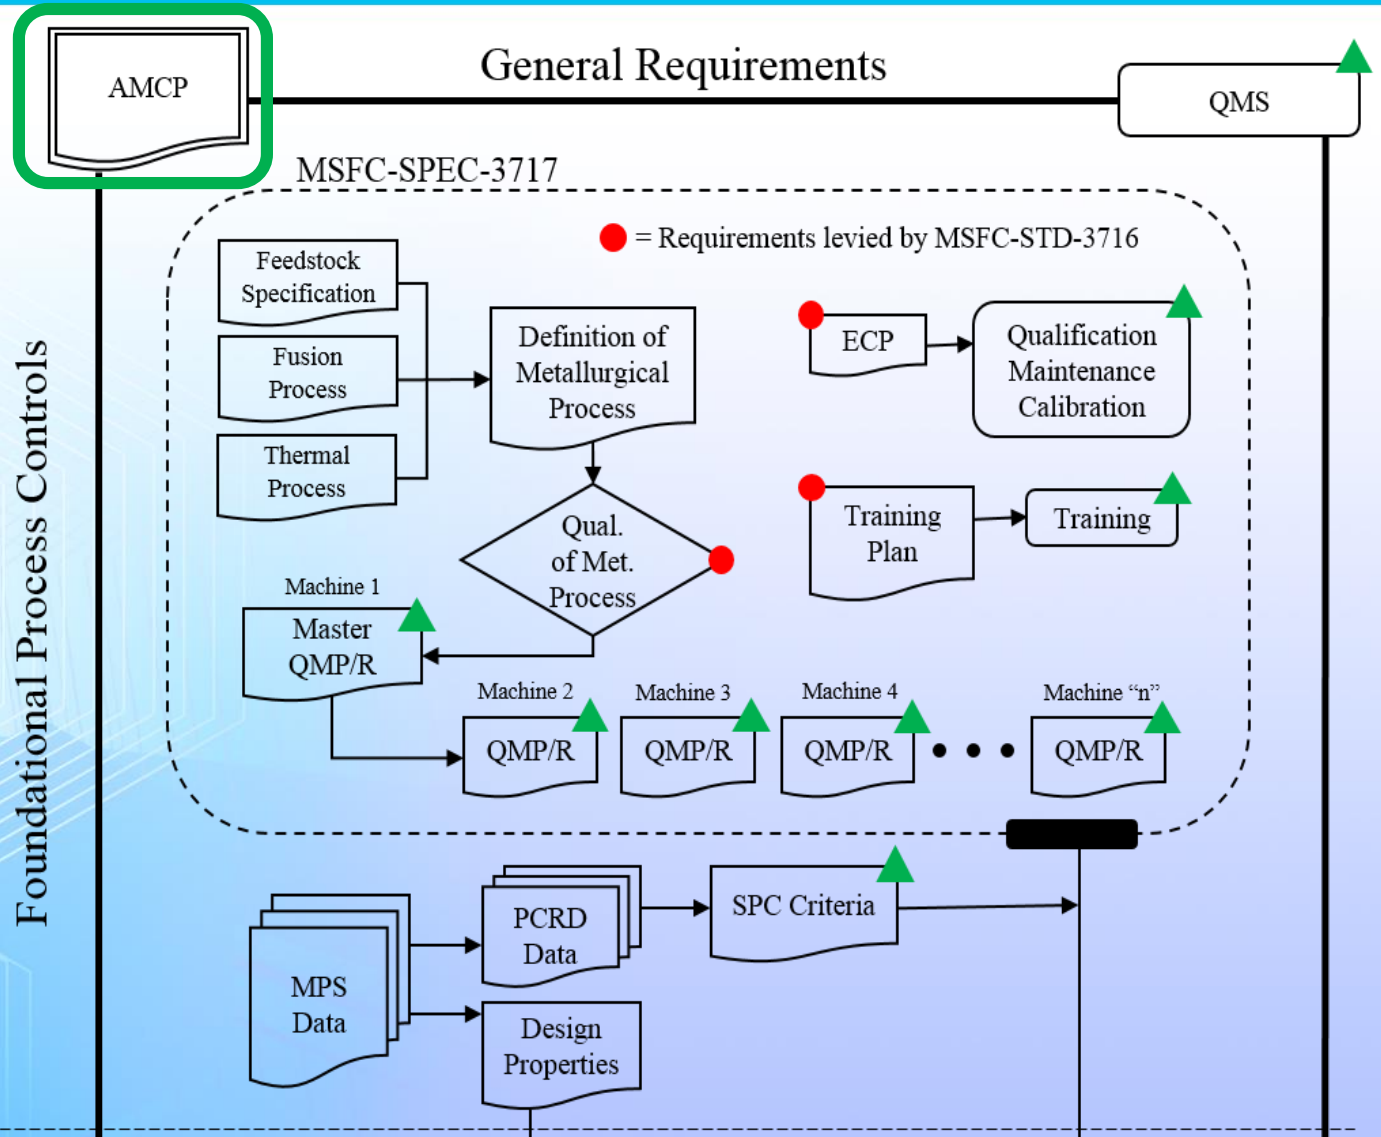 AMCP
General Requirements
QMS
MSFC-SPEC-3717
= Requirements levied by MSFC-STD-3716
Feedstock
Specification
Fusion
Process
Thermal
Process
Definition of
Metallurgical
Process
ECP
Qualification
Maintenance
Calibration
Training
Plan
Training
Qual.
of Met.
Process
Machine 1
Master
QMP/R
Machine 2
QMP/R
Machine 3
QMP/R
Machine 4
QMP/R
Machine “n”
QMP/R
Foundational Process Controls
MPS
Data
PCRD
Data
SPC Criteria
Design
Properties